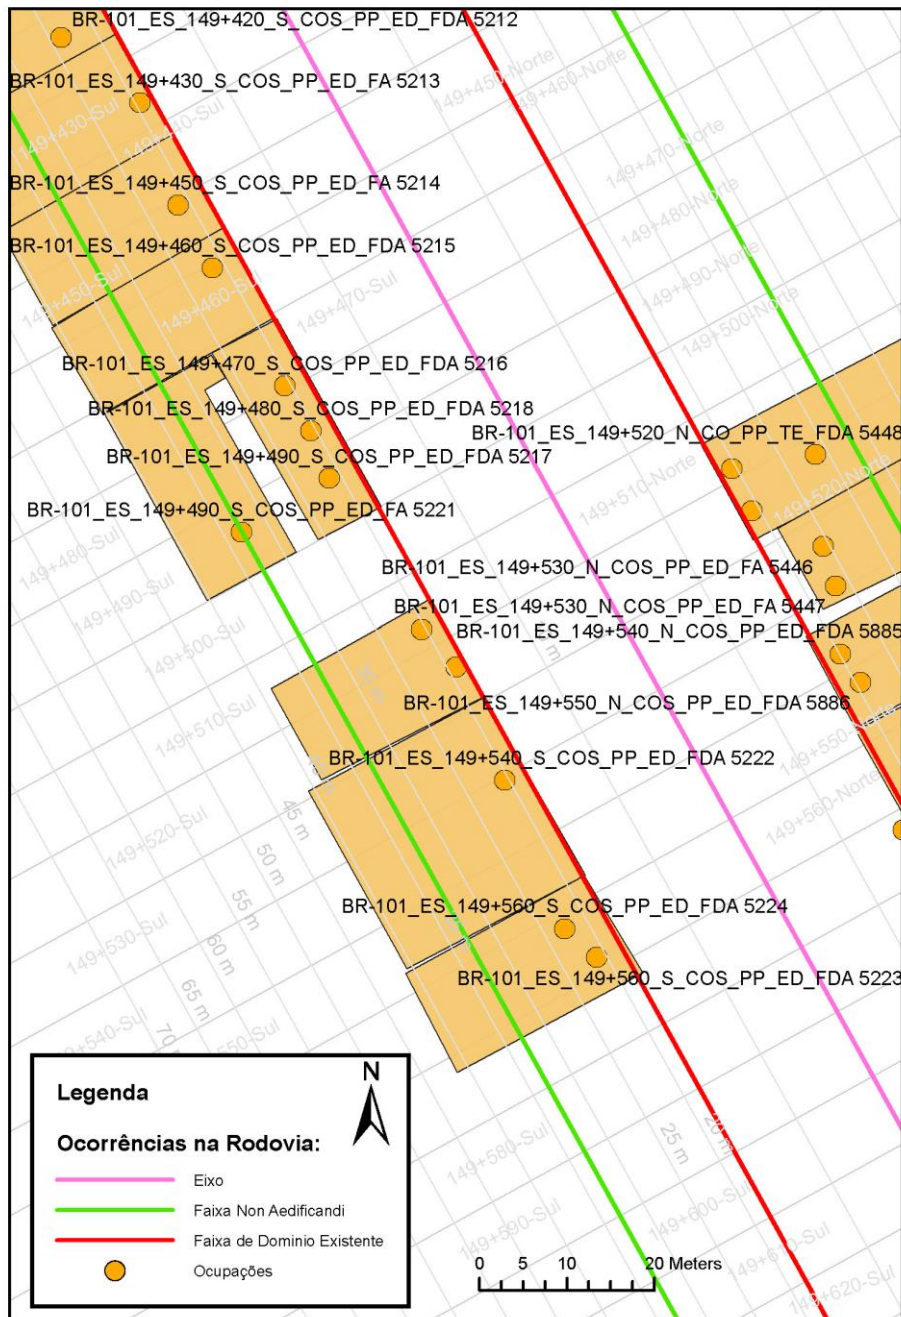 BR-101_ES_149+420_S_COS_PP_ED_FDA 5212
149+450-Norte
149+460-Norte
BR-101_ES_149+430_S_COS_PP_ED_FA 5213
149+430-Sul
149+440-Sul
149+470-Norte
BR-101_ES_149+450_S_COS_PP_ED_FA 5214
149+480-Norte
BR-101_ES_149+460_S_COS_PP_ED_FDA 5215
149+450-Sul
149+460-Sul
149+470-Sul
149+490-Norte
149+500-Norte
BR-101_ES_149+470_S_COS_PP_ED_FDA 5216
BR-101_ES_149+480_S_COS_PP_ED_FDA 5218
BR-101_ES_149+520_N_CO_PP_TE_FDA 5448
BR-101_ES_149+490_S_COS_PP_ED_FDA 5217
149+510-Norte
149+520-Norte
BR-101_ES_149+490_S_COS_PP_ED_FA 5221
149+480-Sul
BR-101_ES_149+530_N_COS_PP_ED_FA 5446
149+490-Sul
BR-101_ES_149+530_N_COS_PP_ED_FA 5447
BR-101_ES_149+540_N_COS_PP_ED_FDA 5885
149+500-Sul
BR-101_ES_149+550_N_COS_PP_ED_FDA 5886
149+510-Sul
149+550-Norte
BR-101_ES_149+540_S_COS_PP_ED_FDA 5222
149+560-Norte
45 m
149+520-Sul
50 m
55 m
BR-101_ES_149+560_S_COS_PP_ED_FDA 5224
149+530-Sul
60 m
BR-101_ES_149+560_S_COS_PP_ED_FDA 5223
65 m
70
+540-Sul
550-Sul
25 m
20 m
149+580-Sul
149+590-Sul
149+600-Sul
149+610-Sul
149+620-Sul
Legenda
N
Ocorrências na Rodovia:
Eixo
Faixa Non Aedificandi
Faixa de Dominio Existente
Ocupações
0 5 10 20 Meters